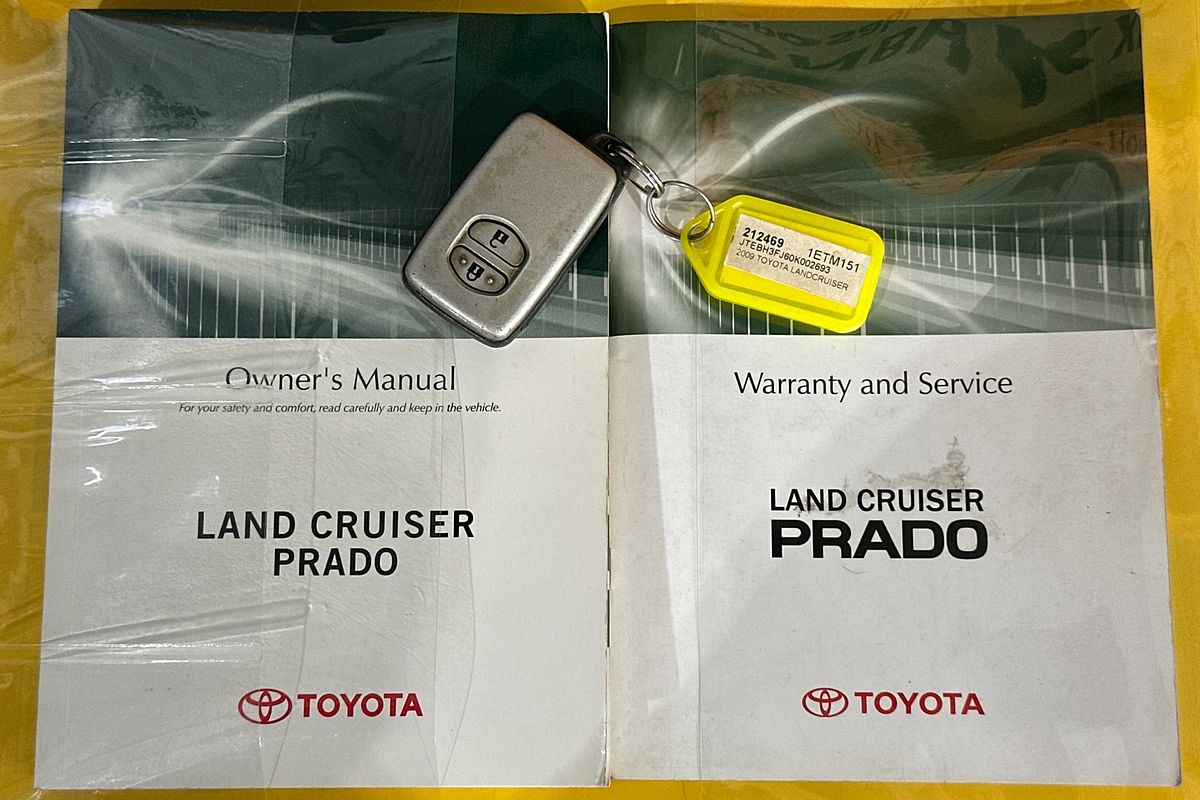 Owner's Manual
For your safety and comfort, read carefully and keep in the vehicle.
LAND CRUISER
PRADO
TOYOTA
212469 1ETM151
JTEBH3FJ60K002693
2009 TOYOTA LANDCRUISER
Warranty and Service
LAND CRUISER
PRADO
TOYOTA